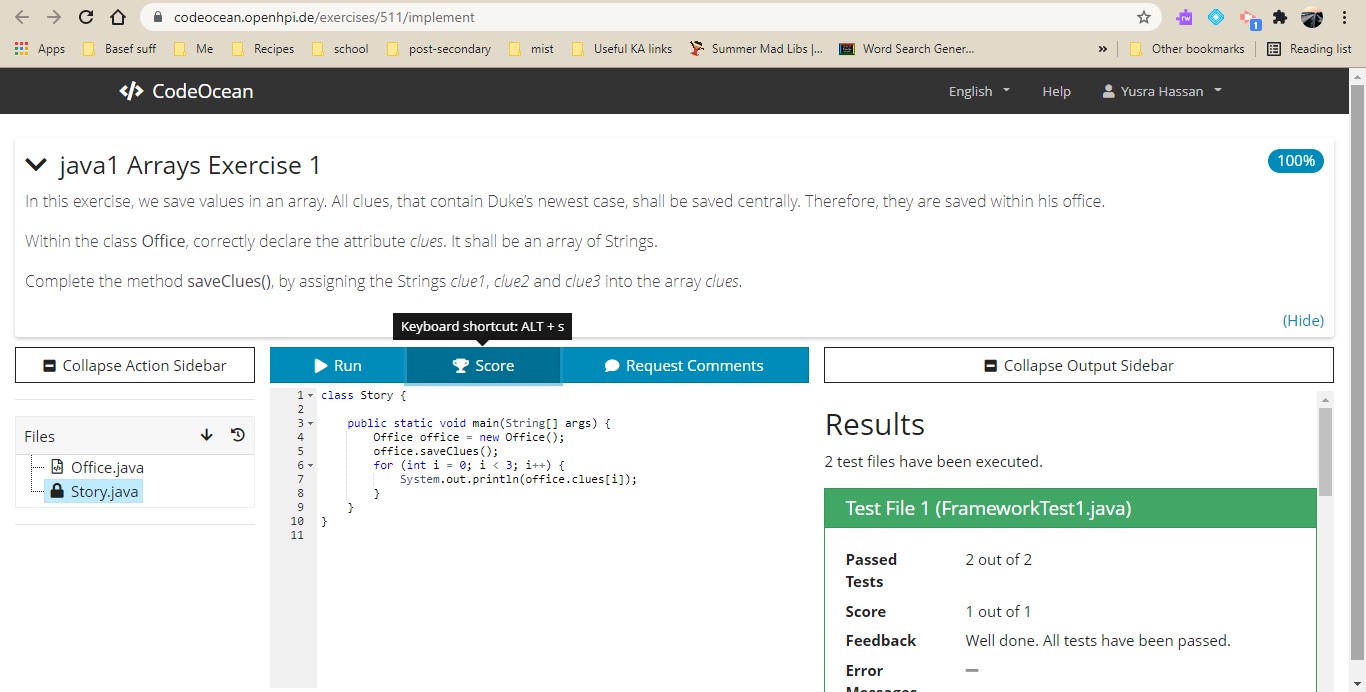 codeocean.openhpi.de/exercises/511/implement
rw
1
Apps Basef suff Me Recipes school post-secondary mist Useful KA links Summer Mad Libs |... Word Search Gener... » Other bookmarks Reading list
</> CodeOcean English Help Yusra Hassan
java1 Arrays Exercise 1 100%
In this exercise, we save values in an array. All clues, that contain Duke's newest case, shall be saved centrally. Therefore, they are saved within his office.
Within the class Office, correctly declare the attribute clues. It shall be an array of Strings.
Complete the method saveClues(), by assigning the Strings clue1, clue2 and clue3 into the array clues.
(Hide)
Keyboard shortcut: ALT + s
Collapse Action Sidebar Run Score Request Comments Collapse Output Sidebar
Files
Office.java
Story.java
1 class Story {
2
3 public static void main(String[] args) {
4 Office office = new Office();
5 office.saveClues();
6 for (int i = 0; i < 3; i++) {
7 System.out.println(office.clues[i]);
8 }
9 }
10 }
11
Results
2 test files have been executed.
Test File 1 (FrameworkTest1.java)
Passed Tests 2 out of 2
Score 1 out of 1
Feedback Well done. All tests have been passed.
Error Messages —